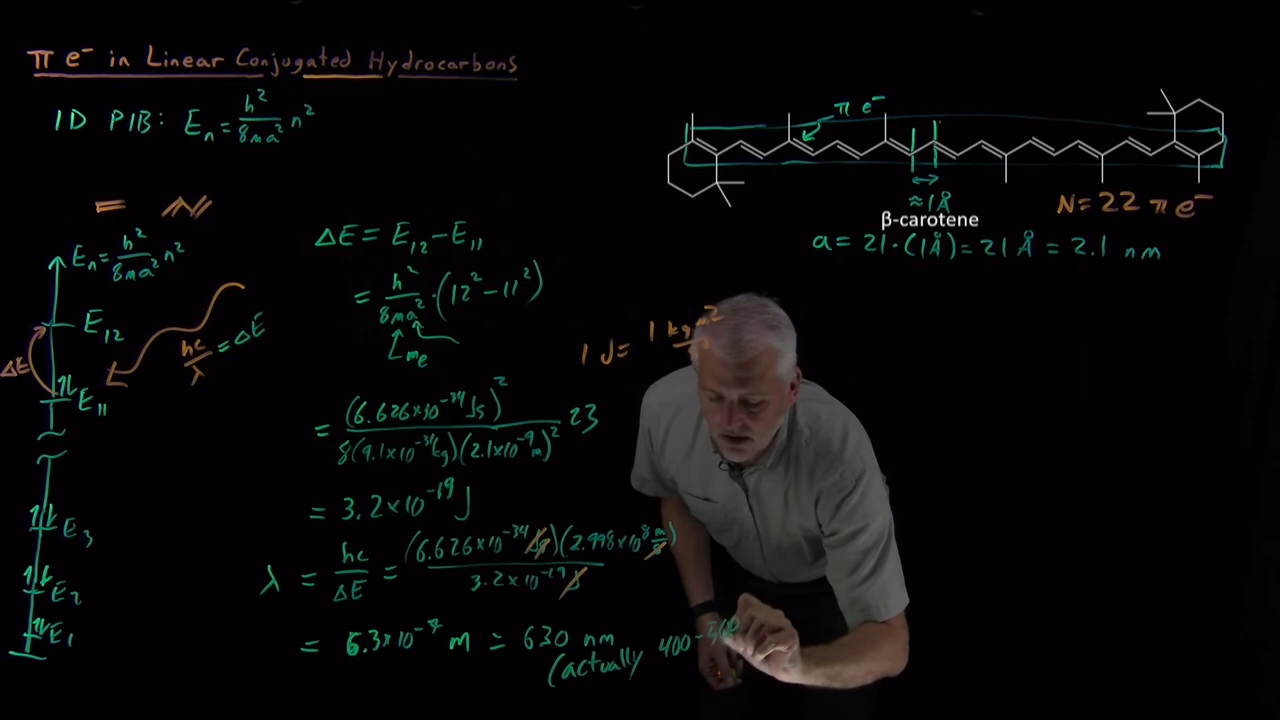 π e⁻ in Linear Conjugated Hydrocarbons
1D PIB: Eₙ = h²/8ma² n²
π e⁻
≈1Å
N=22 π e⁻
β-carotene
a = 21·(1Å) = 21 Å = 2.1 nm
Eₙ = h²/8ma² n²
E₁₂
ΔE
hc/λ = ΔE
E₁₁
E₃
E₂
E₁
ΔE = E₁₂ − E₁₁
= h²/8ma² · (12² − 11²)
mₑ
1 J = 1 kg m²
= (6.626×10⁻³⁴ Js)² / 8(9.1×10⁻³¹ kg)(2.1×10⁻⁹ m)² 23
= 3.2×10⁻¹⁹ J
λ = hc/ΔE = (6.626×10⁻³⁴ Js)(2.998×10⁸ m/s) / 3.2×10⁻¹⁹ J
= 6.3×10⁻⁷ m = 630 nm
(actually 400−500